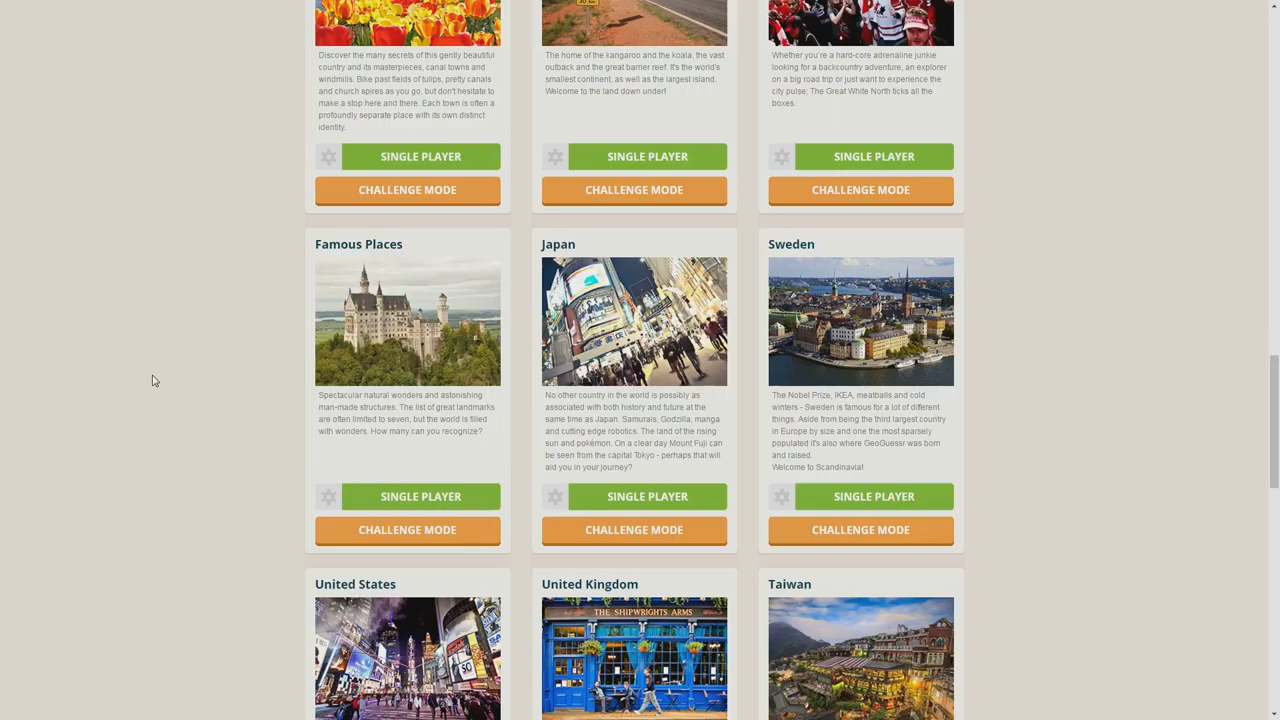 30 km
Discover the many secrets of this gently beautiful
country and its masterpieces, canal towns and
windmills. Bike past fields of tulips, pretty canals
and church spires as you go, but don't hesitate to
make a stop here and there. Each town is often a
profoundly separate place with its own distinct
identity.
SINGLE PLAYER
CHALLENGE MODE
The home of the kangaroo and the koala, the vast
outback and the great barrier reef. It's the world's
smallest continent, as well as the largest island.
Welcome to the land down under!
SINGLE PLAYER
CHALLENGE MODE
Whether you're a hard-core adrenaline junkie
looking for a backcountry adventure, an explorer
on a big road trip or just want to experience the
city pulse; The Great White North ticks all the
boxes.
SINGLE PLAYER
CHALLENGE MODE
Famous Places
Spectacular natural wonders and astonishing
man-made structures. The list of great landmarks
are often limited to seven, but the world is filled
with wonders. How many can you recognize?
SINGLE PLAYER
CHALLENGE MODE
Japan
No other country in the world is possibly as
associated with both history and future at the
same time as Japan. Samurais, Godzilla, manga
and cutting edge robotics. The land of the rising
sun and pokémon. On a clear day Mount Fuji can
be seen from the capital Tokyo - perhaps that will
aid you in your journey?
SINGLE PLAYER
CHALLENGE MODE
Sweden
The Nobel Prize, IKEA, meatballs and cold
winters - Sweden is famous for a lot of different
things. Aside from being the third largest country
in Europe by size and one the most sparsely
populated it's also where GeoGuessr was born
and raised.
Welcome to Scandinavia!
SINGLE PLAYER
CHALLENGE MODE
United States
United Kingdom
THE SHIPWRIGHTS ARMS
Taiwan